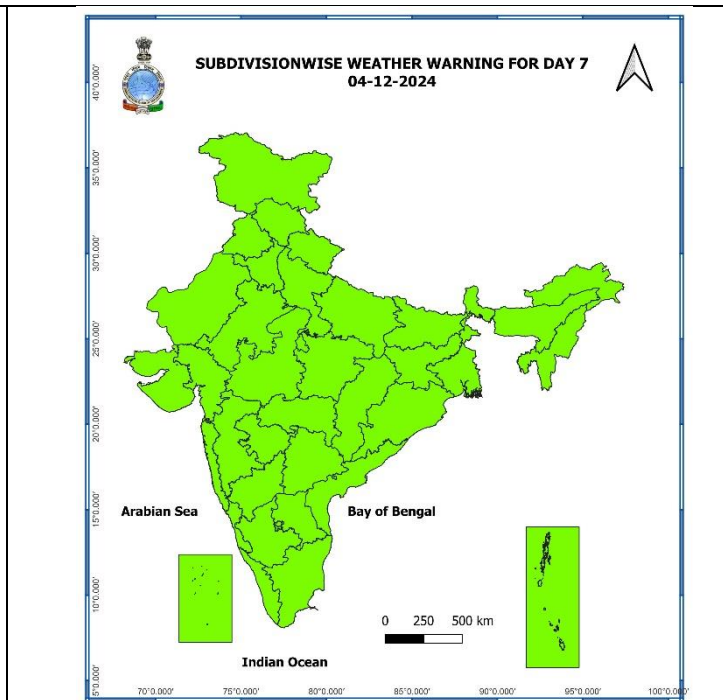 SUBDIVISIONWISE WEATHER WARNING FOR DAY 7
04-12-2024
40°0.000'
35°0.000'
30°0.000'
25°0.000'
20°0.000'
15°0.000'
10°0.000'
5°0.000'
Arabian Sea
Bay of Bengal
0 250 500 km
Indian Ocean
70°0.000' 75°0.000' 80°0.000' 85°0.000' 90°0.000' 95°0.000' 100°0.000'